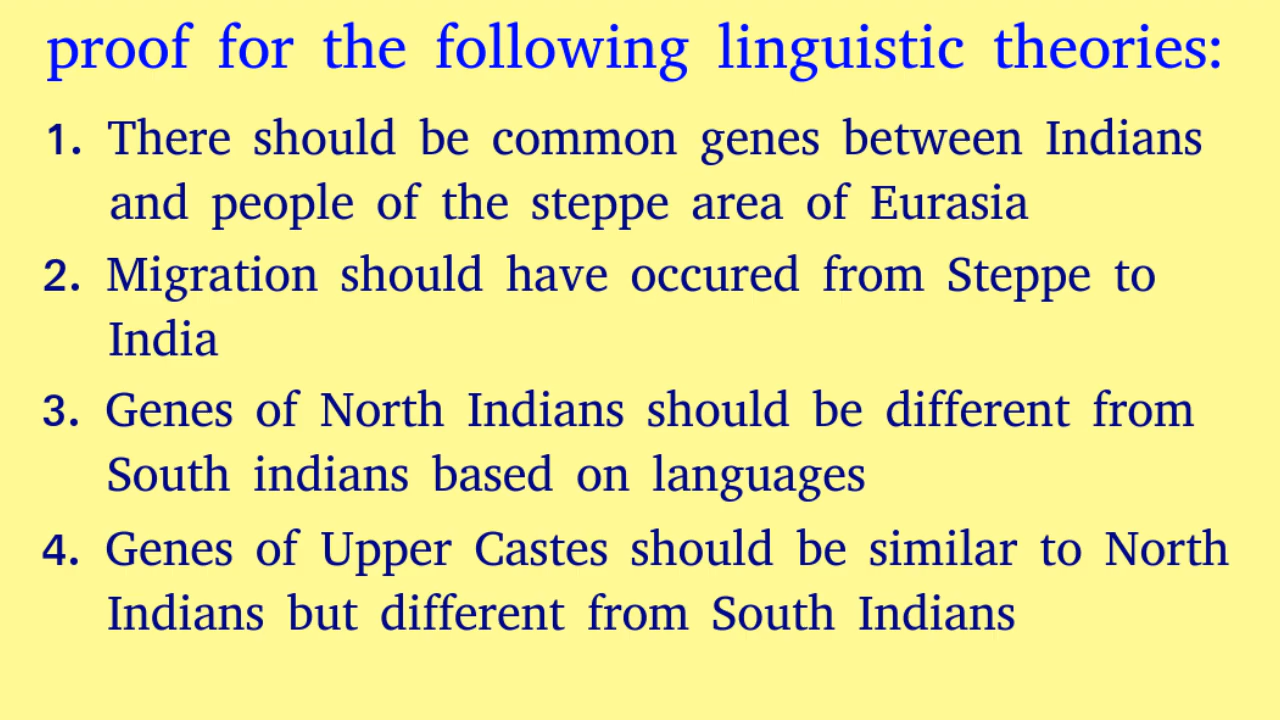 proof for the following linguistic theories:
1. There should be common genes between Indians
and people of the steppe area of Eurasia
2. Migration should have occured from Steppe to
India
3. Genes of North Indians should be different from
South indians based on languages
4. Genes of Upper Castes should be similar to North
Indians but different from South Indians